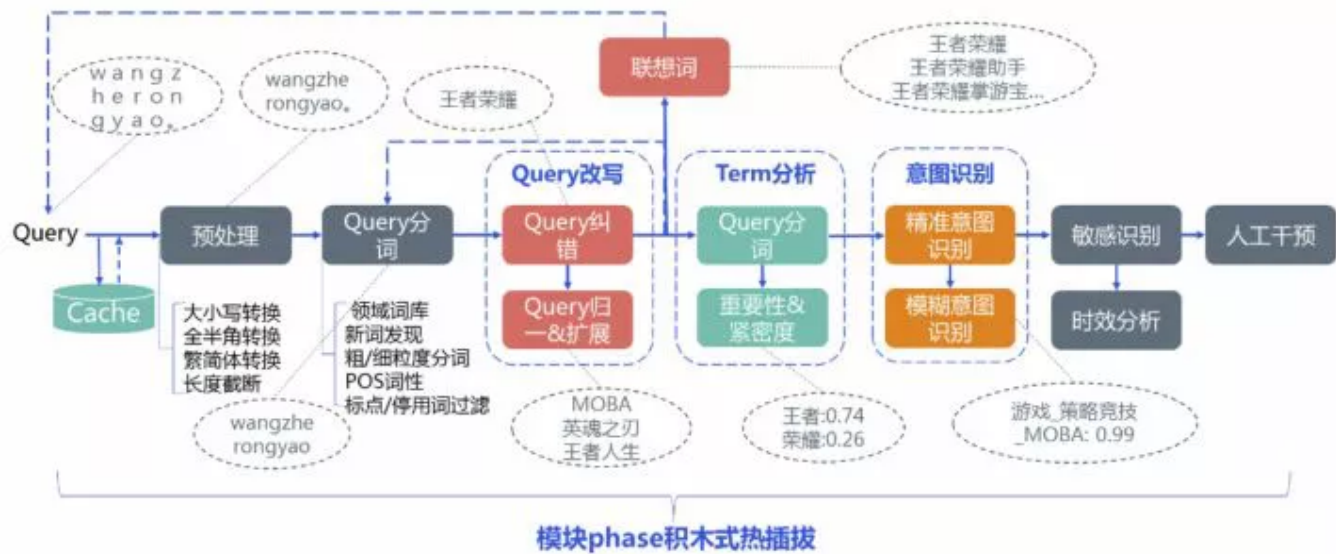 联想词
王者荣耀
王者荣耀助手
王者荣耀掌游宝...
w a n g z
h e r o n
g y a o。
wangzhe
rongyao。
王者荣耀
Query改写
Term分析
意图识别
Query
预处理
Query分
词
Query纠
错
Query分
词
精准意图
识别
敏感识别
人工干预
Cache
大小写转换
全半角转换
繁简体转换
长度截断
领域词库
新词发现
粗/细粒度分词
POS词性
标点/停用词过滤
Query归
一&扩展
重要性&
紧密度
模糊意图
识别
时效分析
wangzhe
rongyao
MOBA
英魂之刃
王者人生
王者:0.74
荣耀:0.26
游戏_策略竞技
_MOBA: 0.99
模块phase积木式热插拔